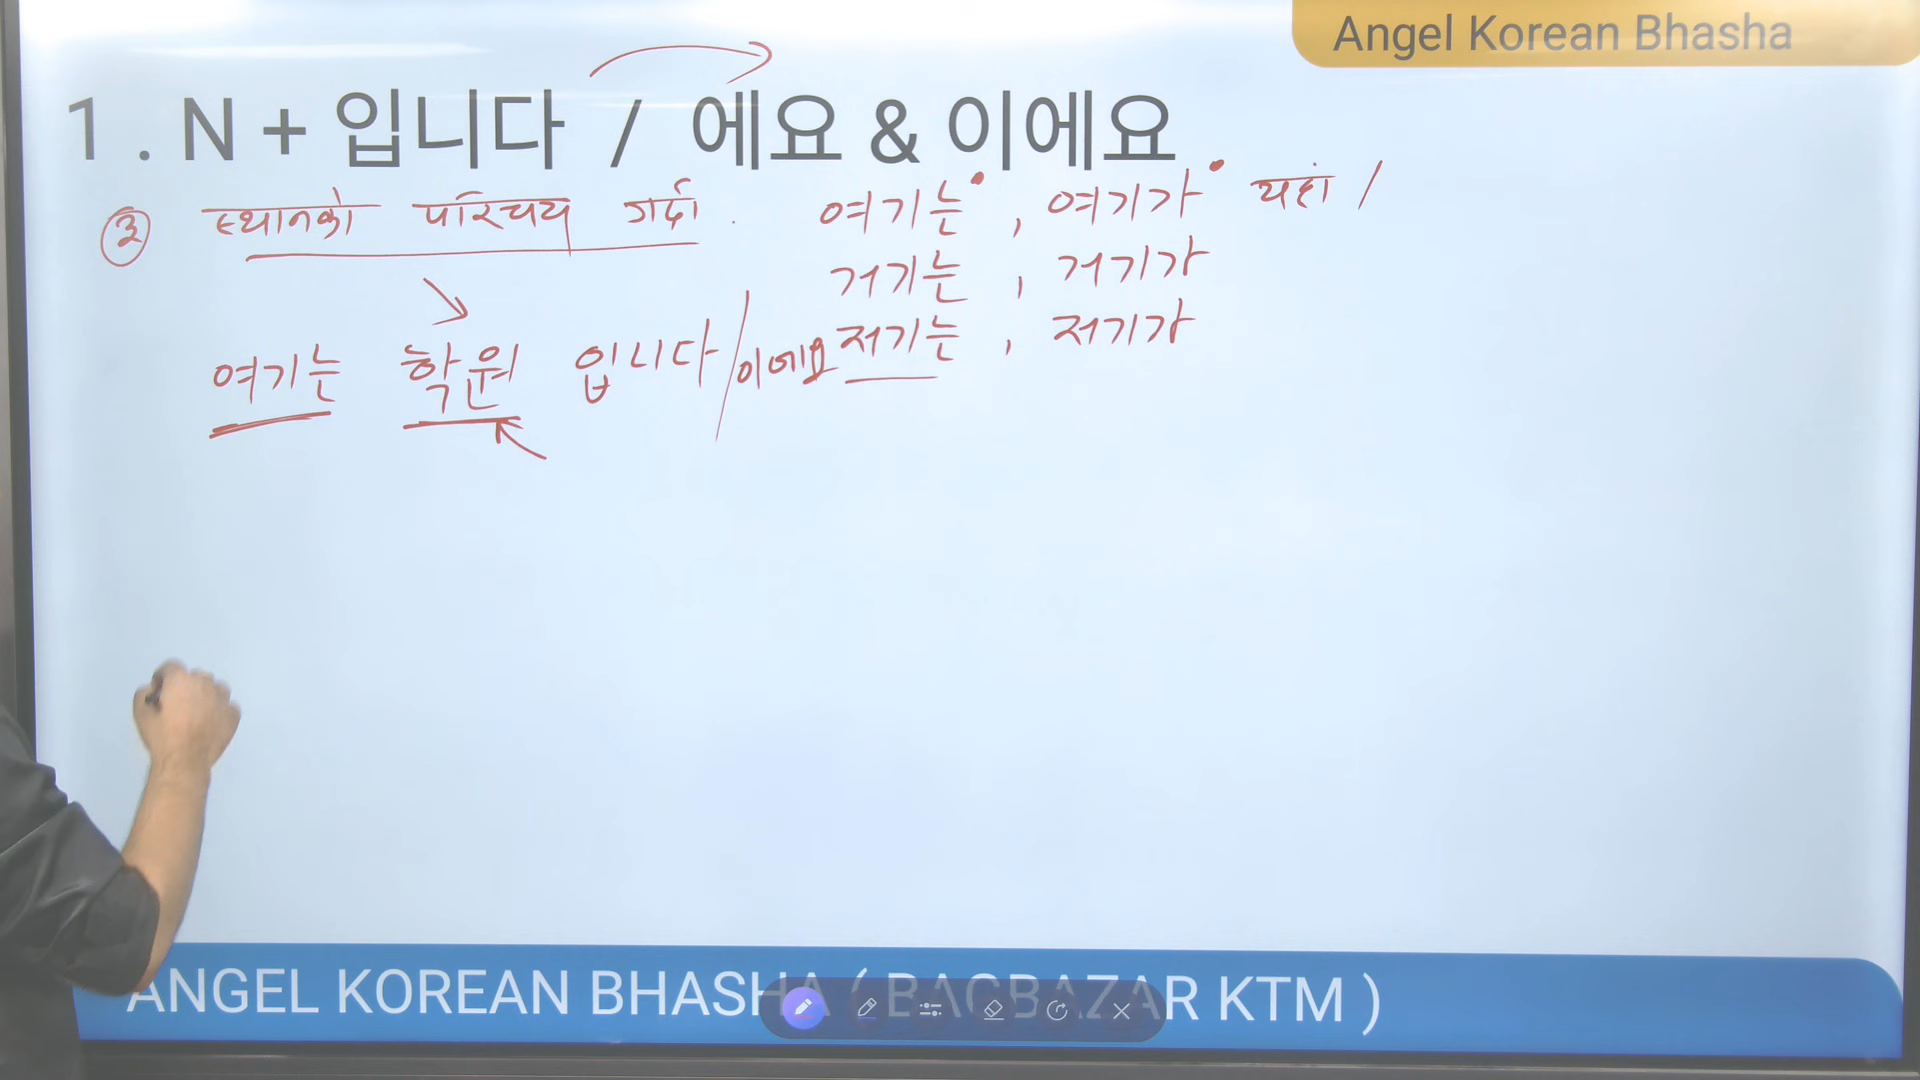 Angel Korean Bhasha
1 . N + 입니다 / 에요 & 이에요
३ स्थानको परिचय गर्दा . 여기는 , 여기가 यहाँ /
거기는 , 거기가
저기는 , 저기가
여기는 학원 입니다/이에요
ANGEL KOREAN BHASHA ( BAGBAZAR KTM )